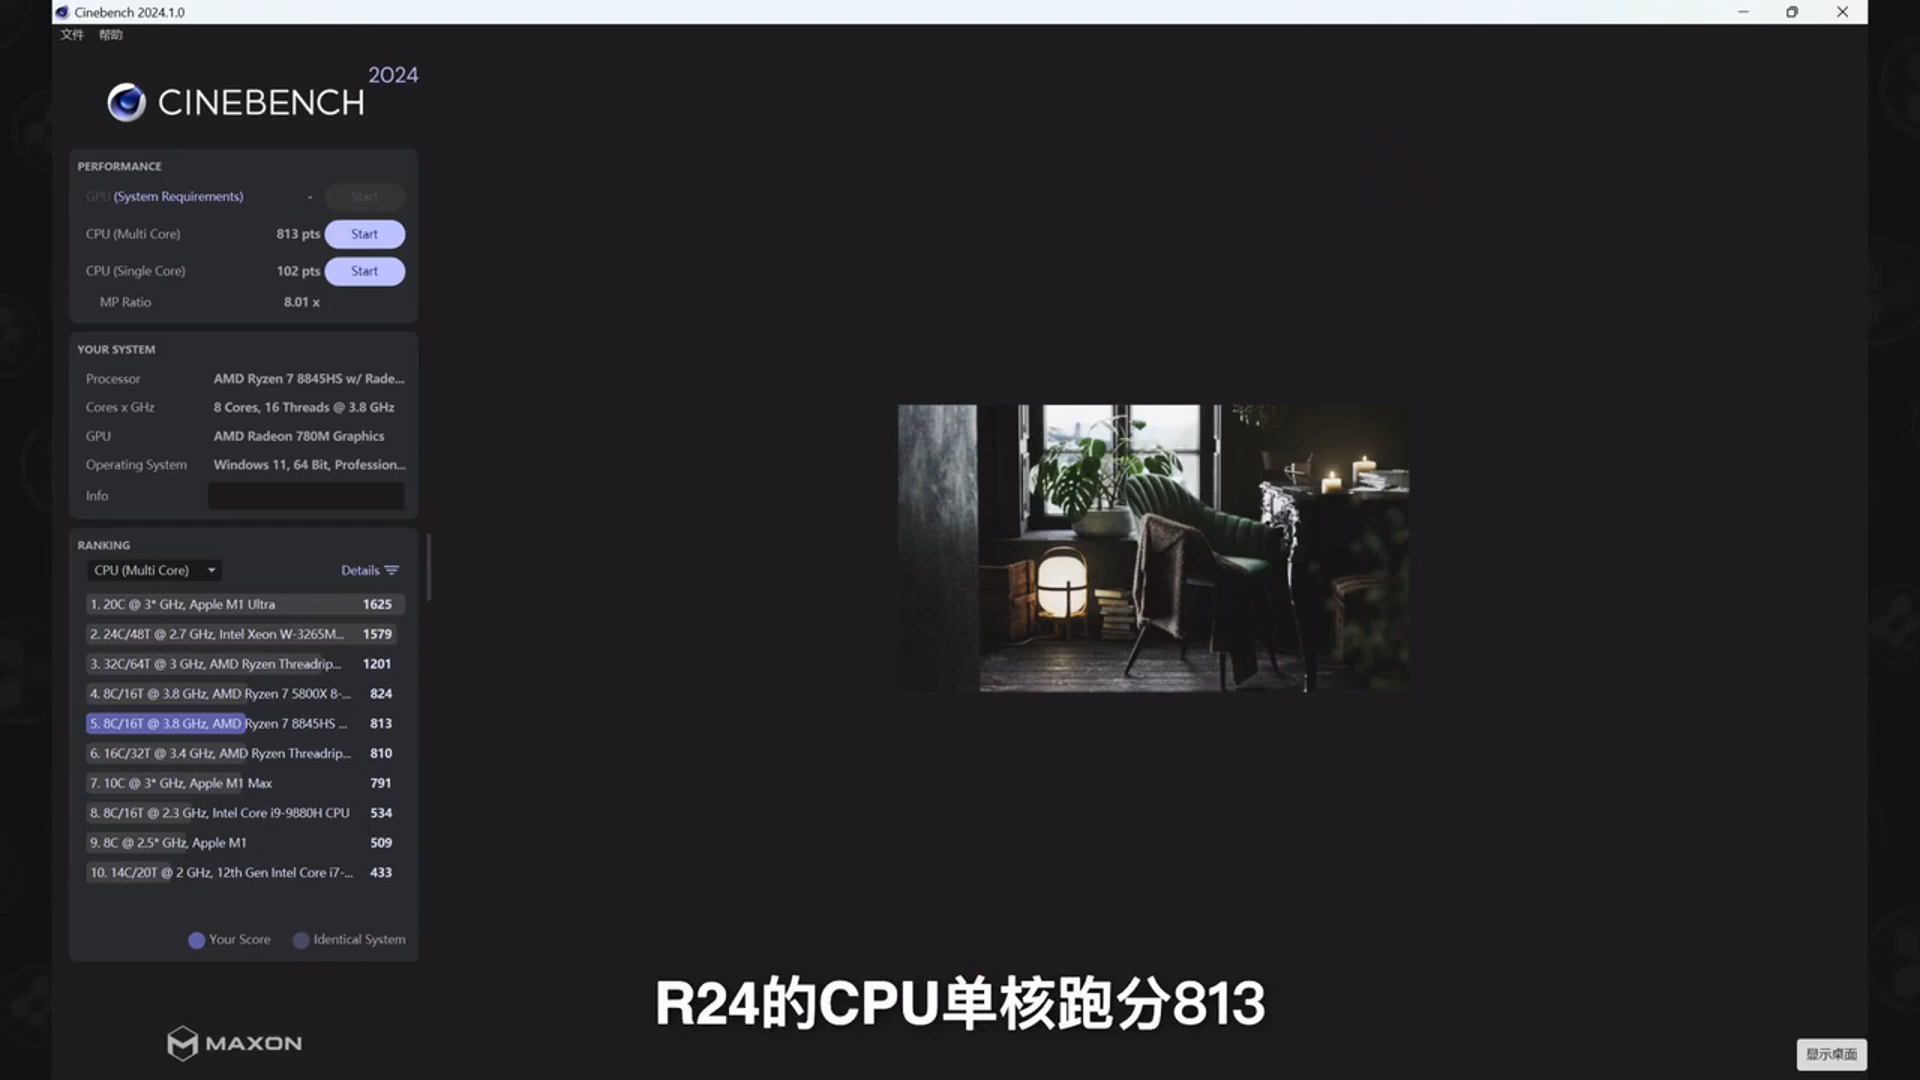 Cinebench 2024.1.0
文件 帮助
CINEBENCH 2024
PERFORMANCE
GPU (System Requirements) - Start
CPU (Multi Core) 813 pts Start
CPU (Single Core) 102 pts Start
MP Ratio 8.01 x
YOUR SYSTEM
Processor AMD Ryzen 7 8845HS w/ Rade...
Cores x GHz 8 Cores, 16 Threads @ 3.8 GHz
GPU AMD Radeon 780M Graphics
Operating System Windows 11, 64 Bit, Profession...
Info
RANKING
CPU (Multi Core) Details
1. 20C @ 3* GHz, Apple M1 Ultra 1625
2. 24C/48T @ 2.7 GHz, Intel Xeon W-3265M... 1579
3. 32C/64T @ 3 GHz, AMD Ryzen Threadrip... 1201
4. 8C/16T @ 3.8 GHz, AMD Ryzen 7 5800X 8-... 824
5. 8C/16T @ 3.8 GHz, AMD Ryzen 7 8845HS ... 813
6. 16C/32T @ 3.4 GHz, AMD Ryzen Threadrip... 810
7. 10C @ 3* GHz, Apple M1 Max 791
8. 8C/16T @ 2.3 GHz, Intel Core i9-9880H CPU 534
9. 8C @ 2.5* GHz, Apple M1 509
10. 14C/20T @ 2 GHz, 12th Gen Intel Core i7-... 433
Your Score Identical System
R24的CPU单核跑分813
MAXON
显示桌面